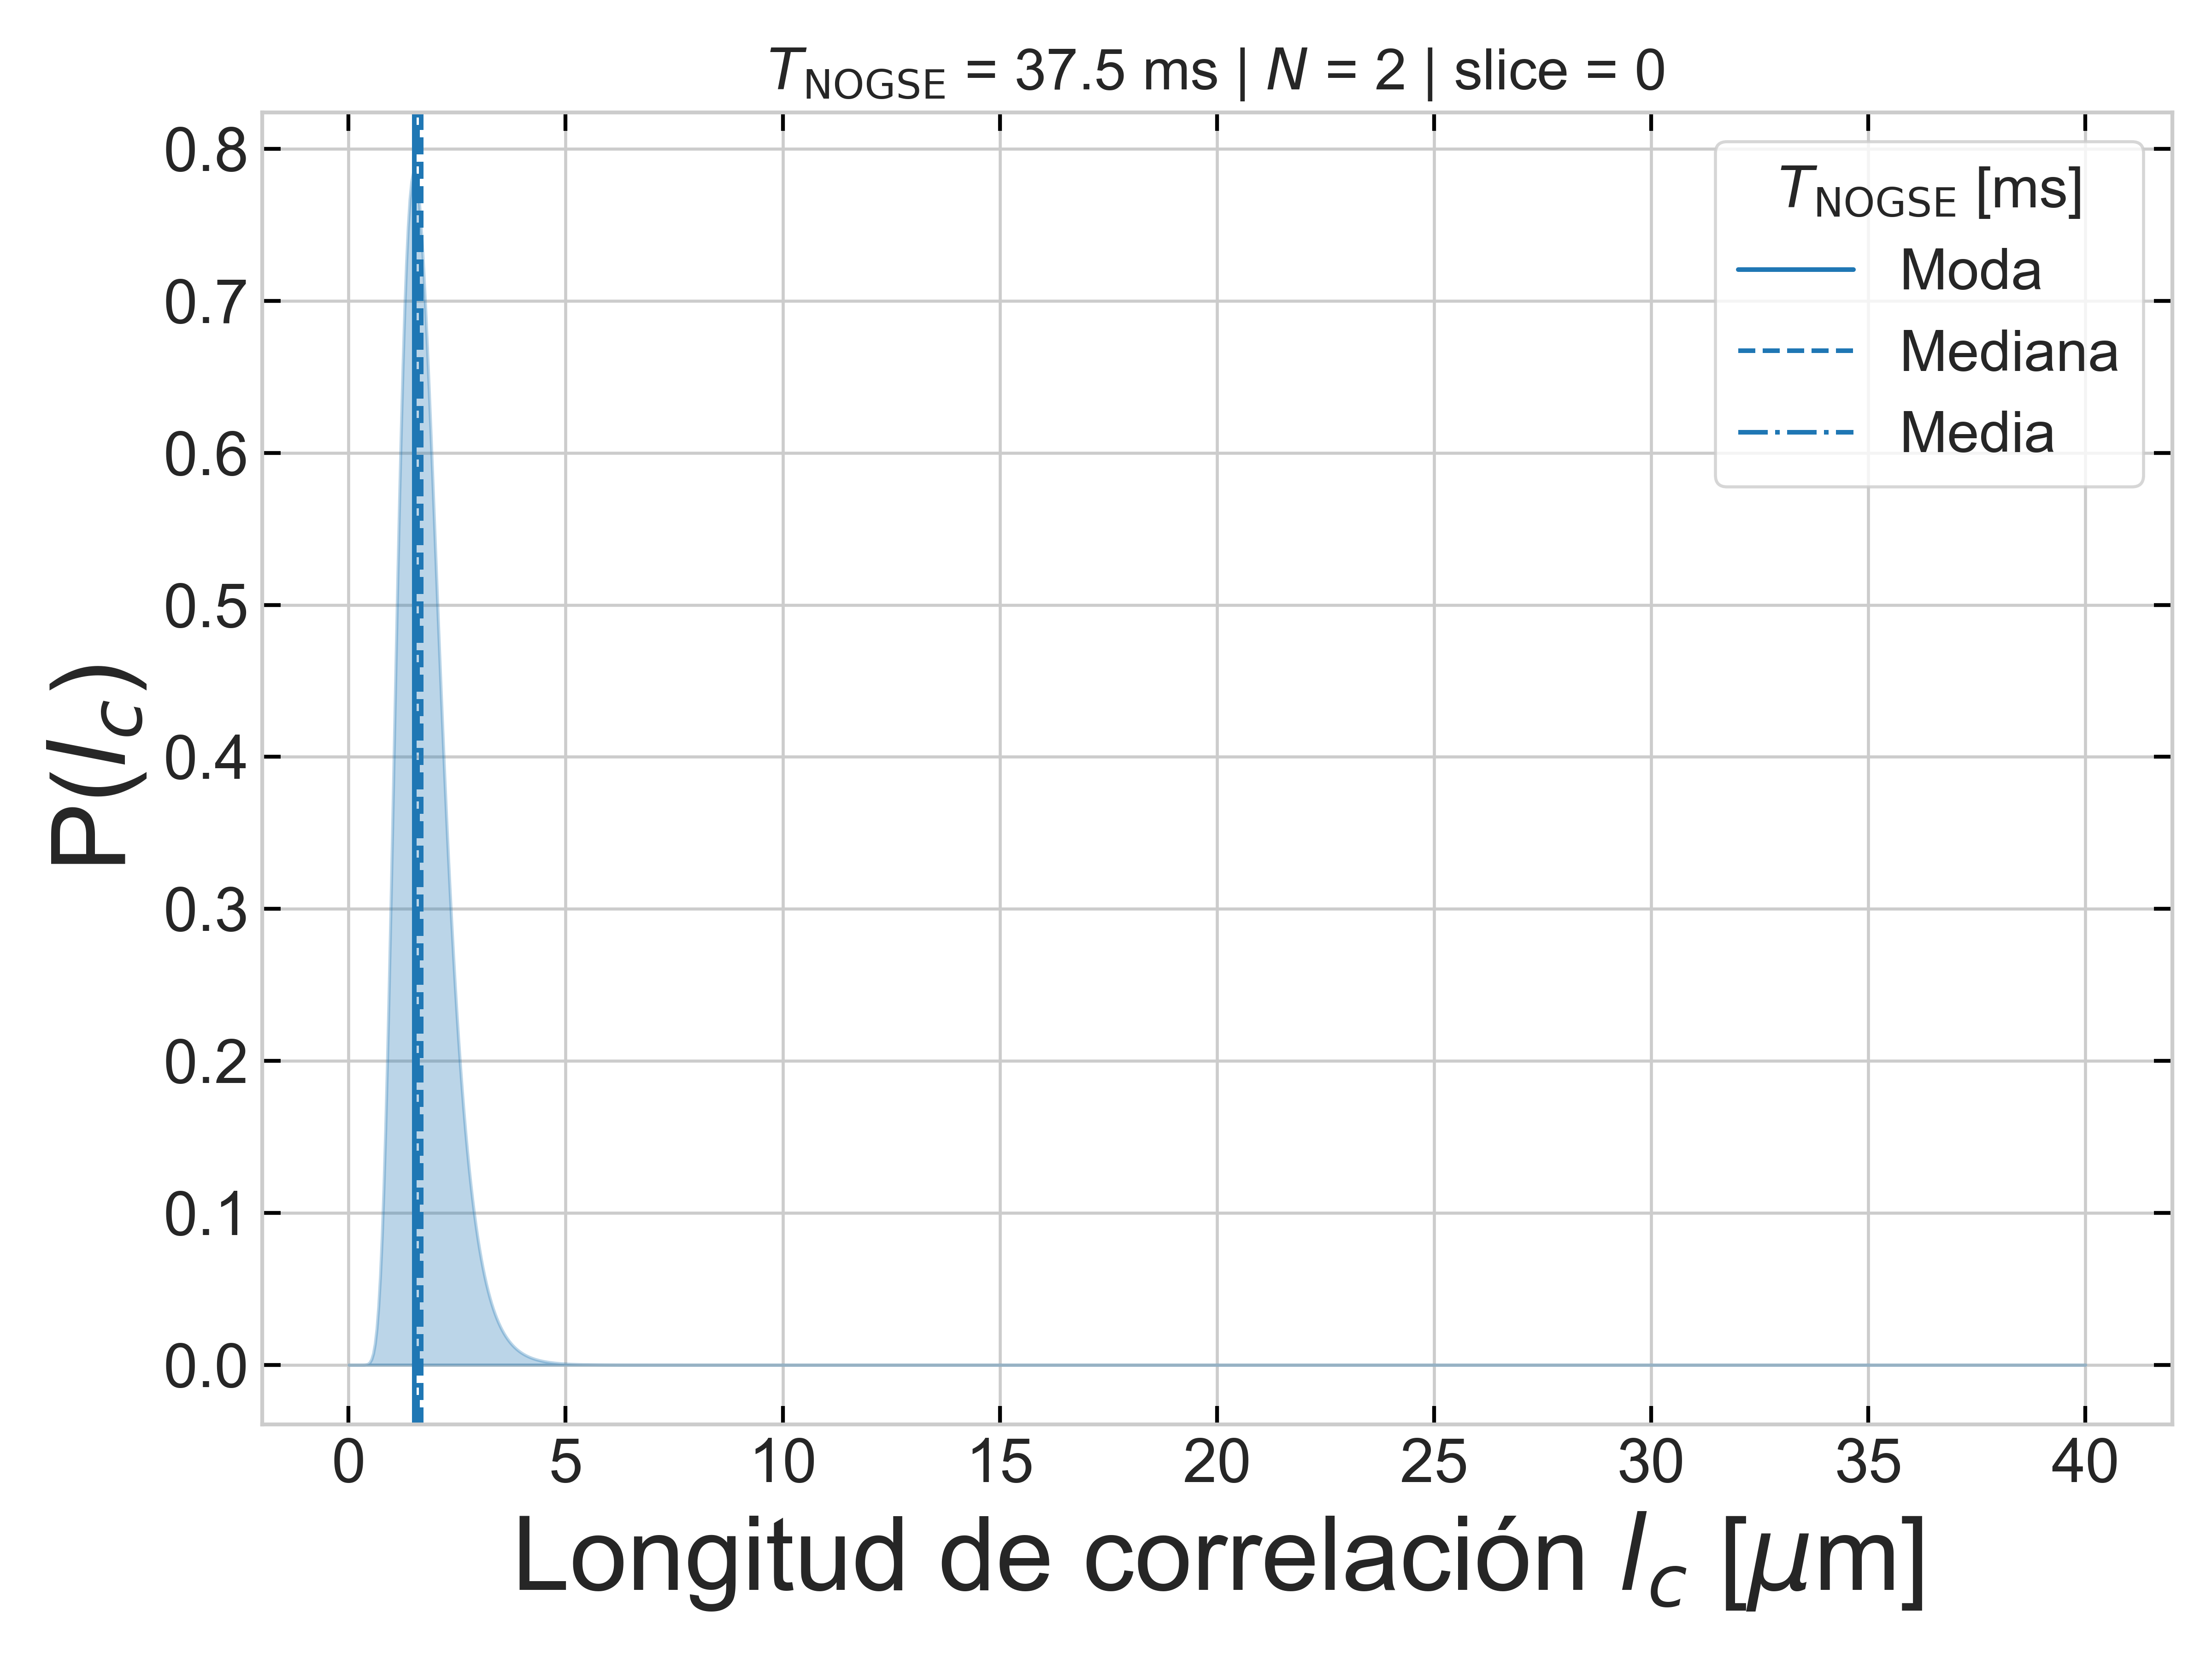 T_NOGSE = 37.5 ms | N = 2 | slice = 0
T_NOGSE [ms]
Moda
Mediana
Media
P(l_c)
0.8
0.7
0.6
0.5
0.4
0.3
0.2
0.1
0.0
0 5 10 15 20 25 30 35 40
Longitud de correlación l_c [μm]